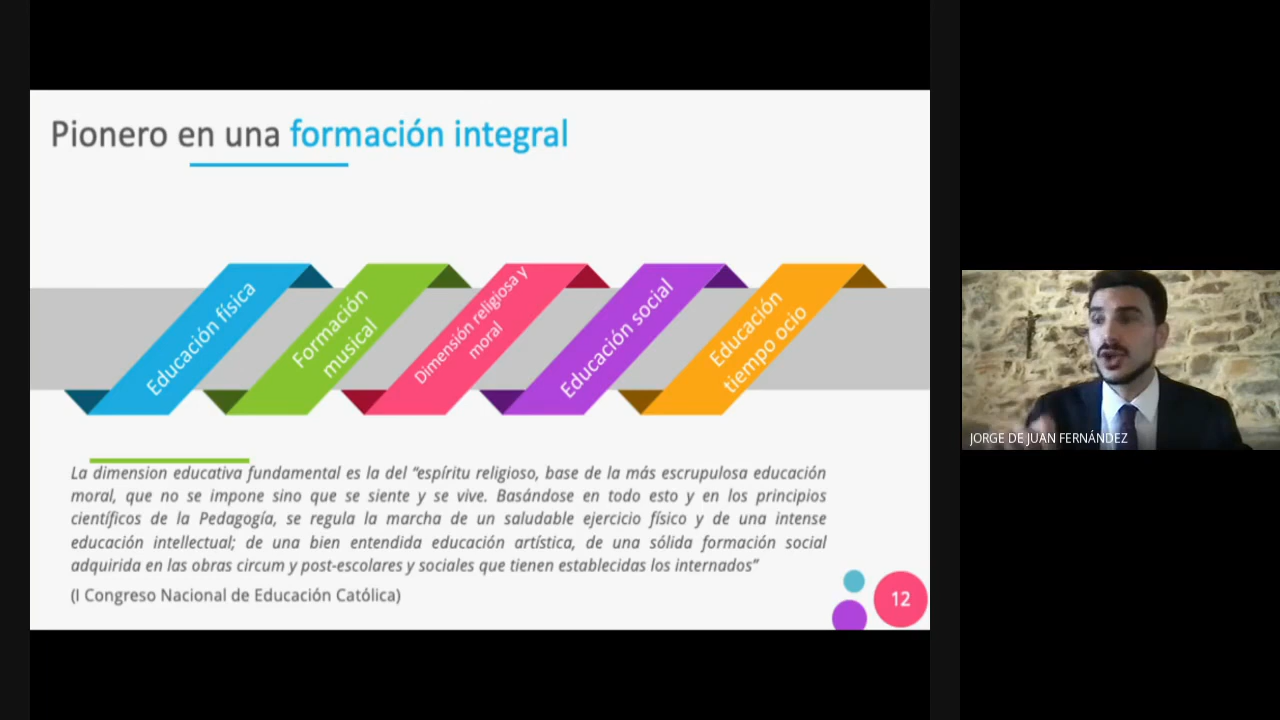 Pionero en una formación integral
Educación física
Formación
musical
Dimensión religiosa y
moral
Educación social
Educación
tiempo ocio
La dimension educativa fundamental es la del “espíritu religioso, base de la más escrupulosa educación
moral, que no se impone sino que se siente y se vive. Basándose en todo esto y en los principios
científicos de la Pedagogía, se regula la marcha de un saludable ejercicio físico y de una intense
educación intellectual; de una bien entendida educación artística, de una sólida formación social
adquirida en las obras circum y post-escolares y sociales que tienen establecidas los internados”
(I Congreso Nacional de Educación Católica)
12
JORGE DE JUAN FERNÁNDEZ